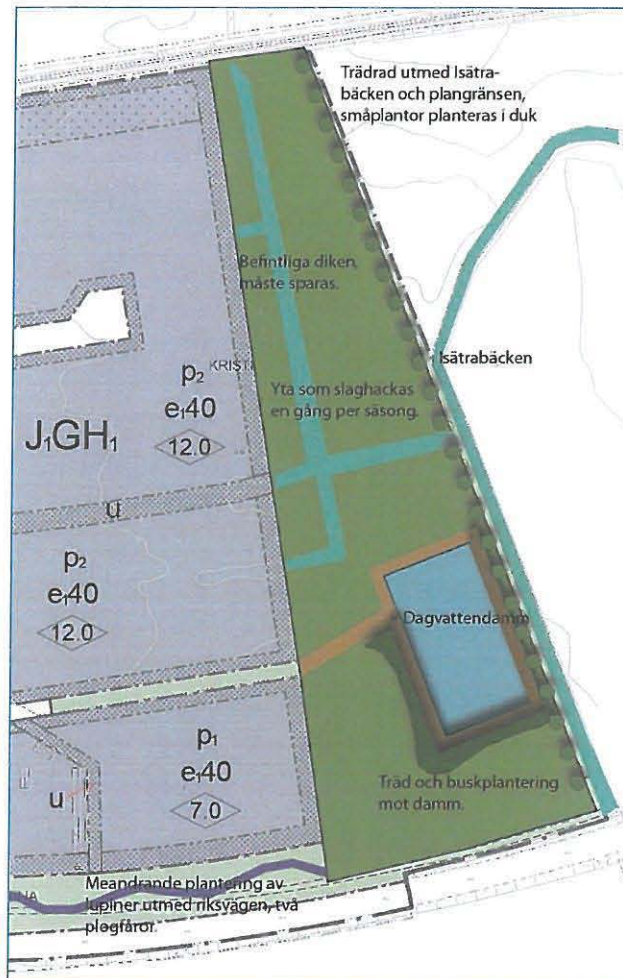 Trädrad utmed Isätra-
bäcken och plangränsen,
småplantor planteras i duk
Befintliga diken,
måste sparas.
Isätrabäcken
p₂
KRISTI
e₁40
12.0
Yta som slaghackas
en gång per säsong.
J₁GH₁
u
p₂
e₁40
12.0
Dagvattendamm
p₁
e₁40
7.0
u
Träd och buskplantering
mot damm.
Meandrande plantering av
lupiner utmed riksvägen, två
plogfåror.
NA